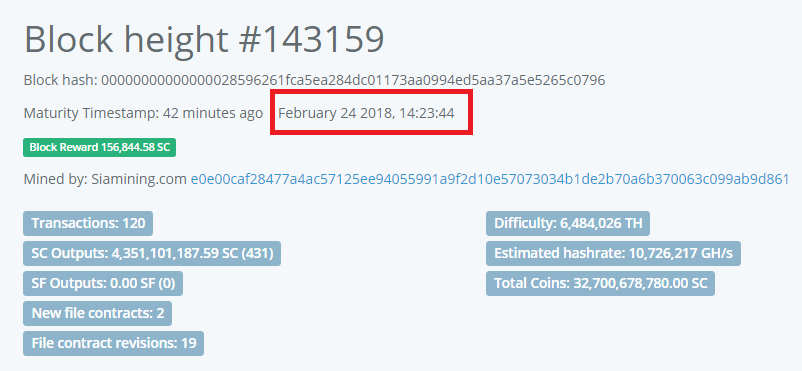 Block height #143159
Block hash: 00000000000000028596261fca5ea284dc01173aa0994ed5aa37a5e5265c0796
Maturity Timestamp: 42 minutes ago February 24 2018, 14:23:44
Block Reward 156,844.58 SC
Mined by: Siamining.com e0e00caf28477a4ac57125ee94055991a9f2d10e57073034b1de2b70a6b370063c099ab9d861
Transactions: 120
SC Outputs: 4,351,101,187.59 SC (431)
SF Outputs: 0.00 SF (0)
New file contracts: 2
File contract revisions: 19
Difficulty: 6,484,026 TH
Estimated hashrate: 10,726,217 GH/s
Total Coins: 32,700,678,780.00 SC